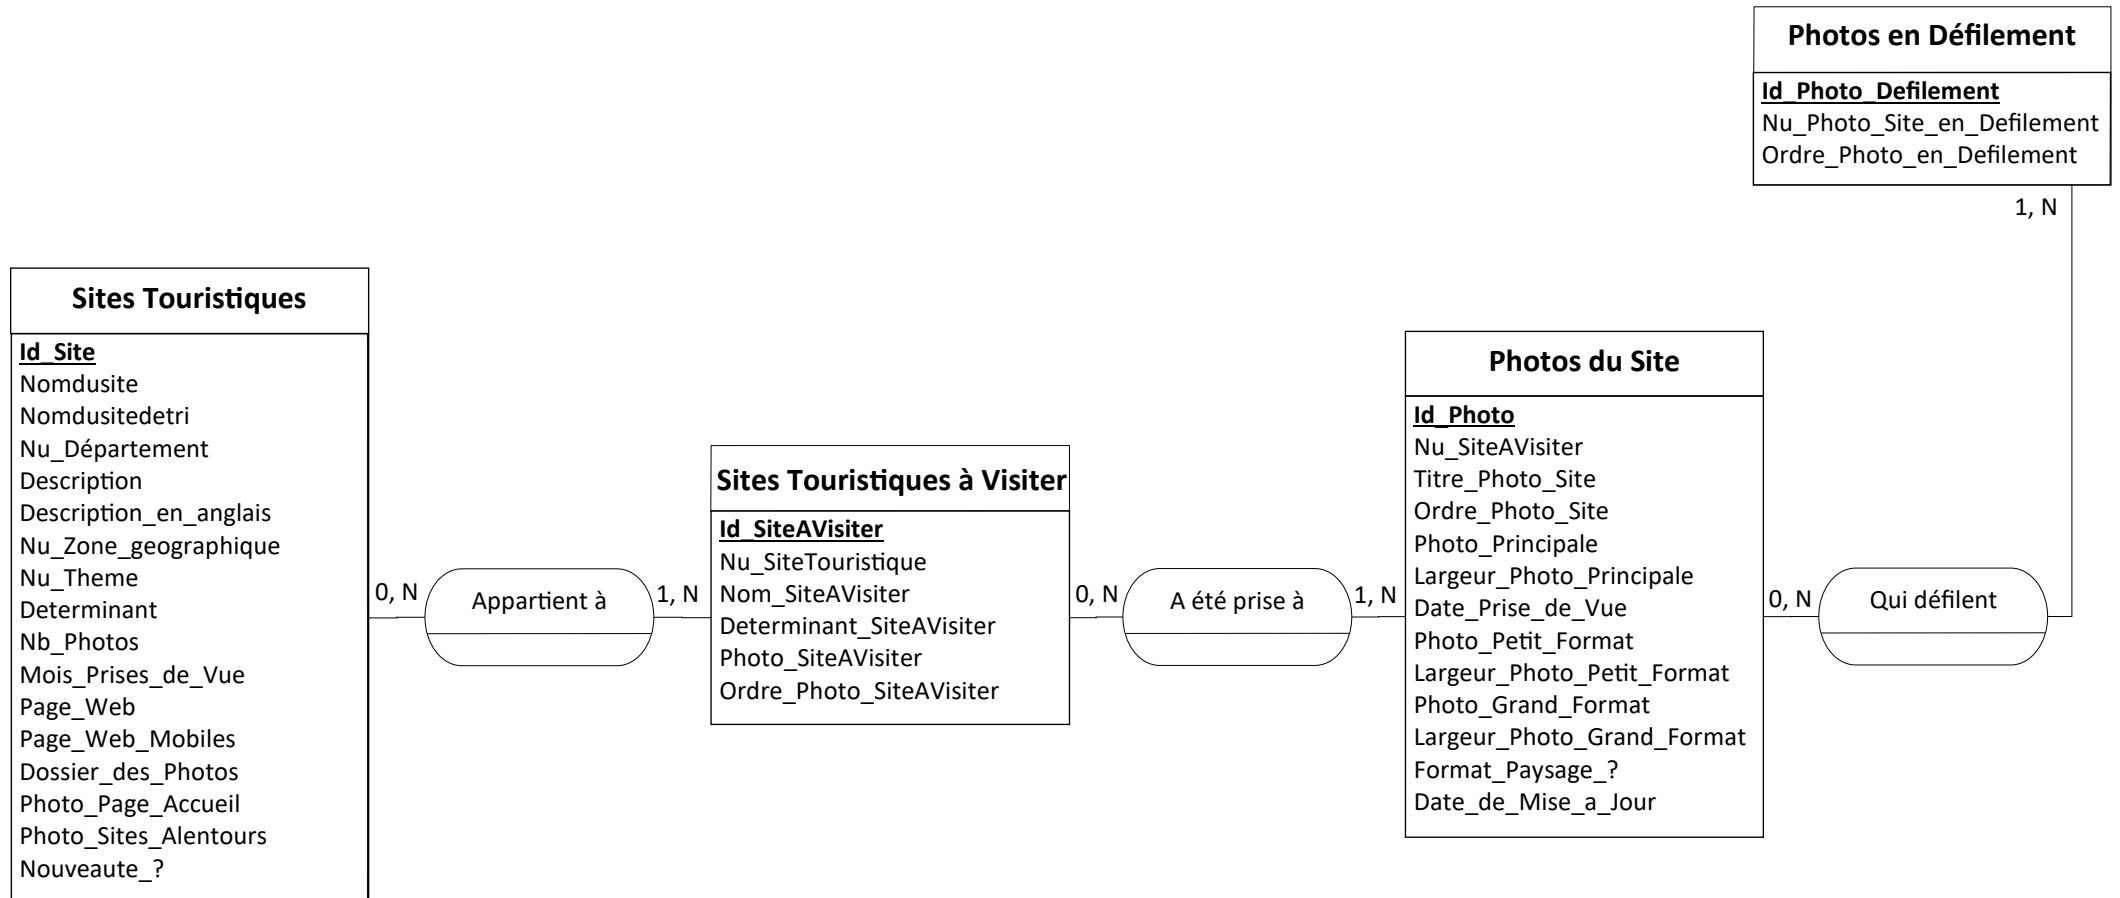 Photos en Défilement
Id_Photo_Defilement
Nu_Photo_Site_en_Defilement
Ordre_Photo_en_Defilement
1, N
Sites Touristiques
Id_Site
Nomdusite
Nomdusitedetri
Nu_Département
Description
Description_en_anglais
Nu_Zone_geographique
Nu_Theme
Determinant
Nb_Photos
Mois_Prises_de_Vue
Page_Web
Page_Web_Mobiles
Dossier_des_Photos
Photo_Page_Accueil
Photo_Sites_Alentours
Nouveaute_?
0, N
Appartient à
1, N
Sites Touristiques à Visiter
Id_SiteAVisiter
Nu_SiteTouristique
Nom_SiteAVisiter
Determinant_SiteAVisiter
Photo_SiteAVisiter
Ordre_Photo_SiteAVisiter
0, N
A été prise à
1, N
Photos du Site
Id_Photo
Nu_SiteAVisiter
Titre_Photo_Site
Ordre_Photo_Site
Photo_Principale
Largeur_Photo_Principale
Date_Prise_de_Vue
Photo_Petit_Format
Largeur_Photo_Petit_Format
Photo_Grand_Format
Largeur_Photo_Grand_Format
Format_Paysage_?
Date_de_Mise_a_Jour
0, N
Qui défilent